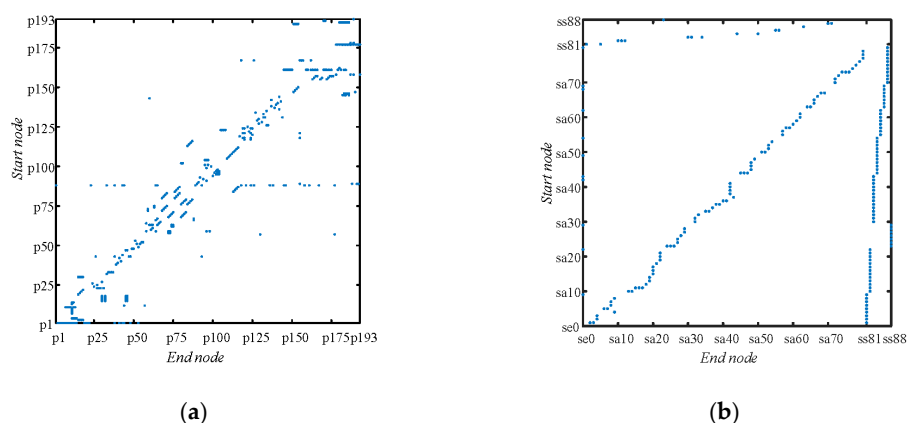 p193
p175
p150
p125
p100
p75
p50
p25
p1
Start node
p1 p25 p50 p75 p100 p125 p150 p175p193
End node
(a)
ss88
ss81
sa70
sa60
sa50
sa40
sa30
sa20
sa10
se0
Start node
se0 sa10 sa20 sa30 sa40 sa50 sa60 sa70 ss81 ss88
End node
(b)